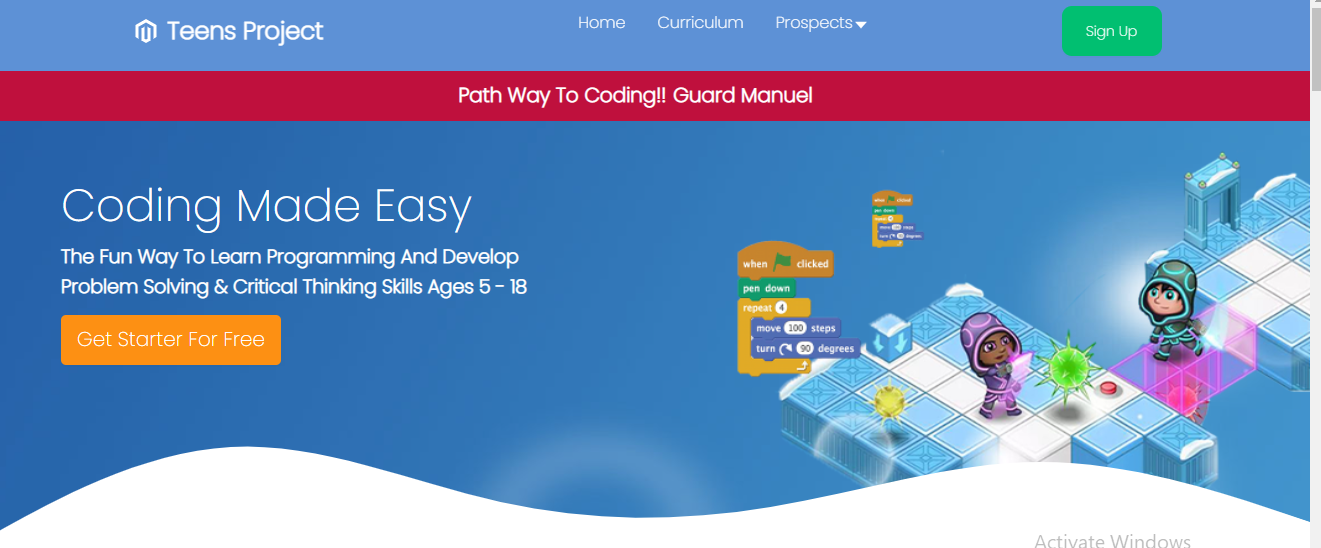 Teens Project
Home
Curriculum
Prospects
Sign Up
Path Way To Coding!! Guard Manuel
Coding Made Easy
The Fun Way To Learn Programming And Develop
Problem Solving & Critical Thinking Skills Ages 5 - 18
Get Starter For Free
when clicked
pen down
repeat 4
move 100 steps
turn 90 degrees
when clicked
pen down
repeat
move 100 steps
turn degrees
Activate Windows